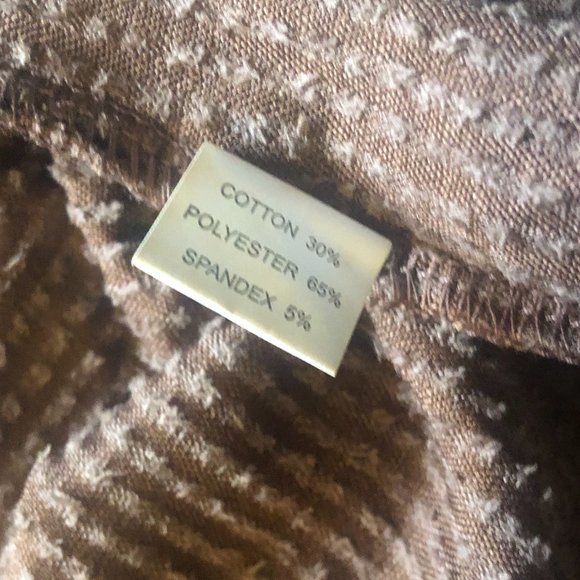 COTTON 30%
POLYESTER 65%
SPANDEX 5%